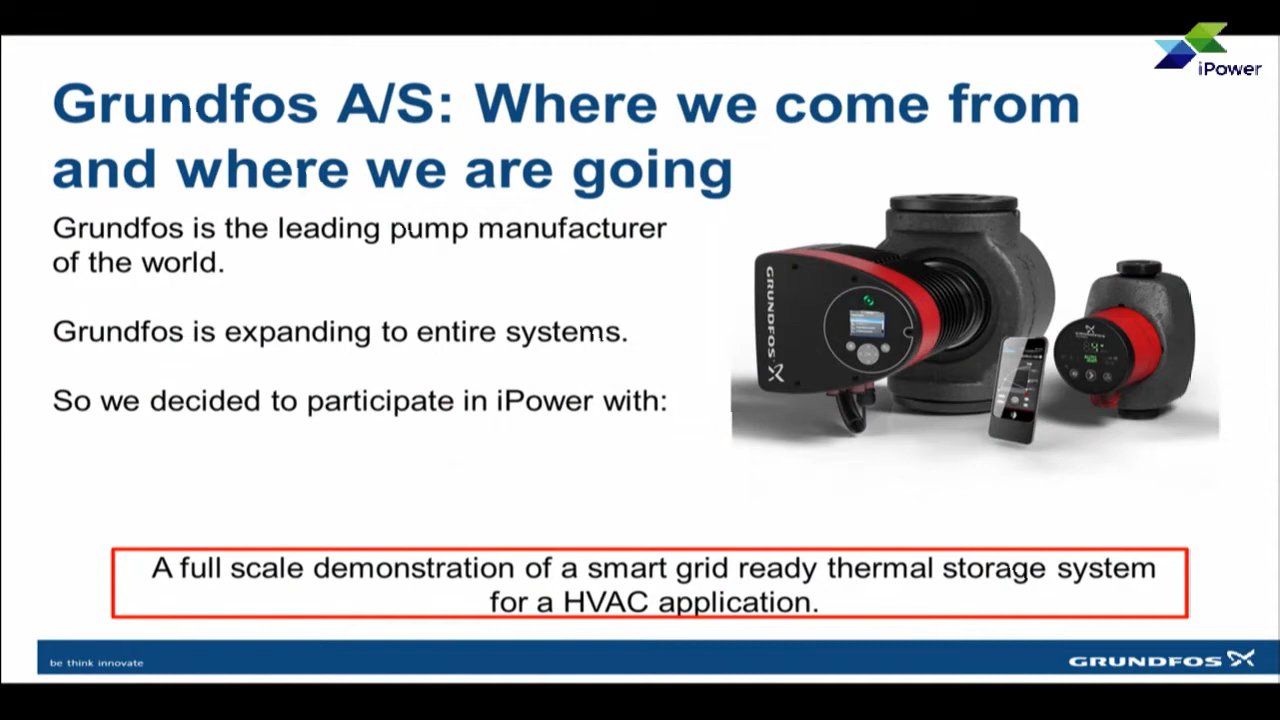 iPower
Grundfos A/S: Where we come from
and where we are going
Grundfos is the leading pump manufacturer
of the world.
Grundfos is expanding to entire systems.
So we decided to participate in iPower with:
GRUNDFOS
A full scale demonstration of a smart grid ready thermal storage system
for a HVAC application.
be think innovate
GRUNDFOS